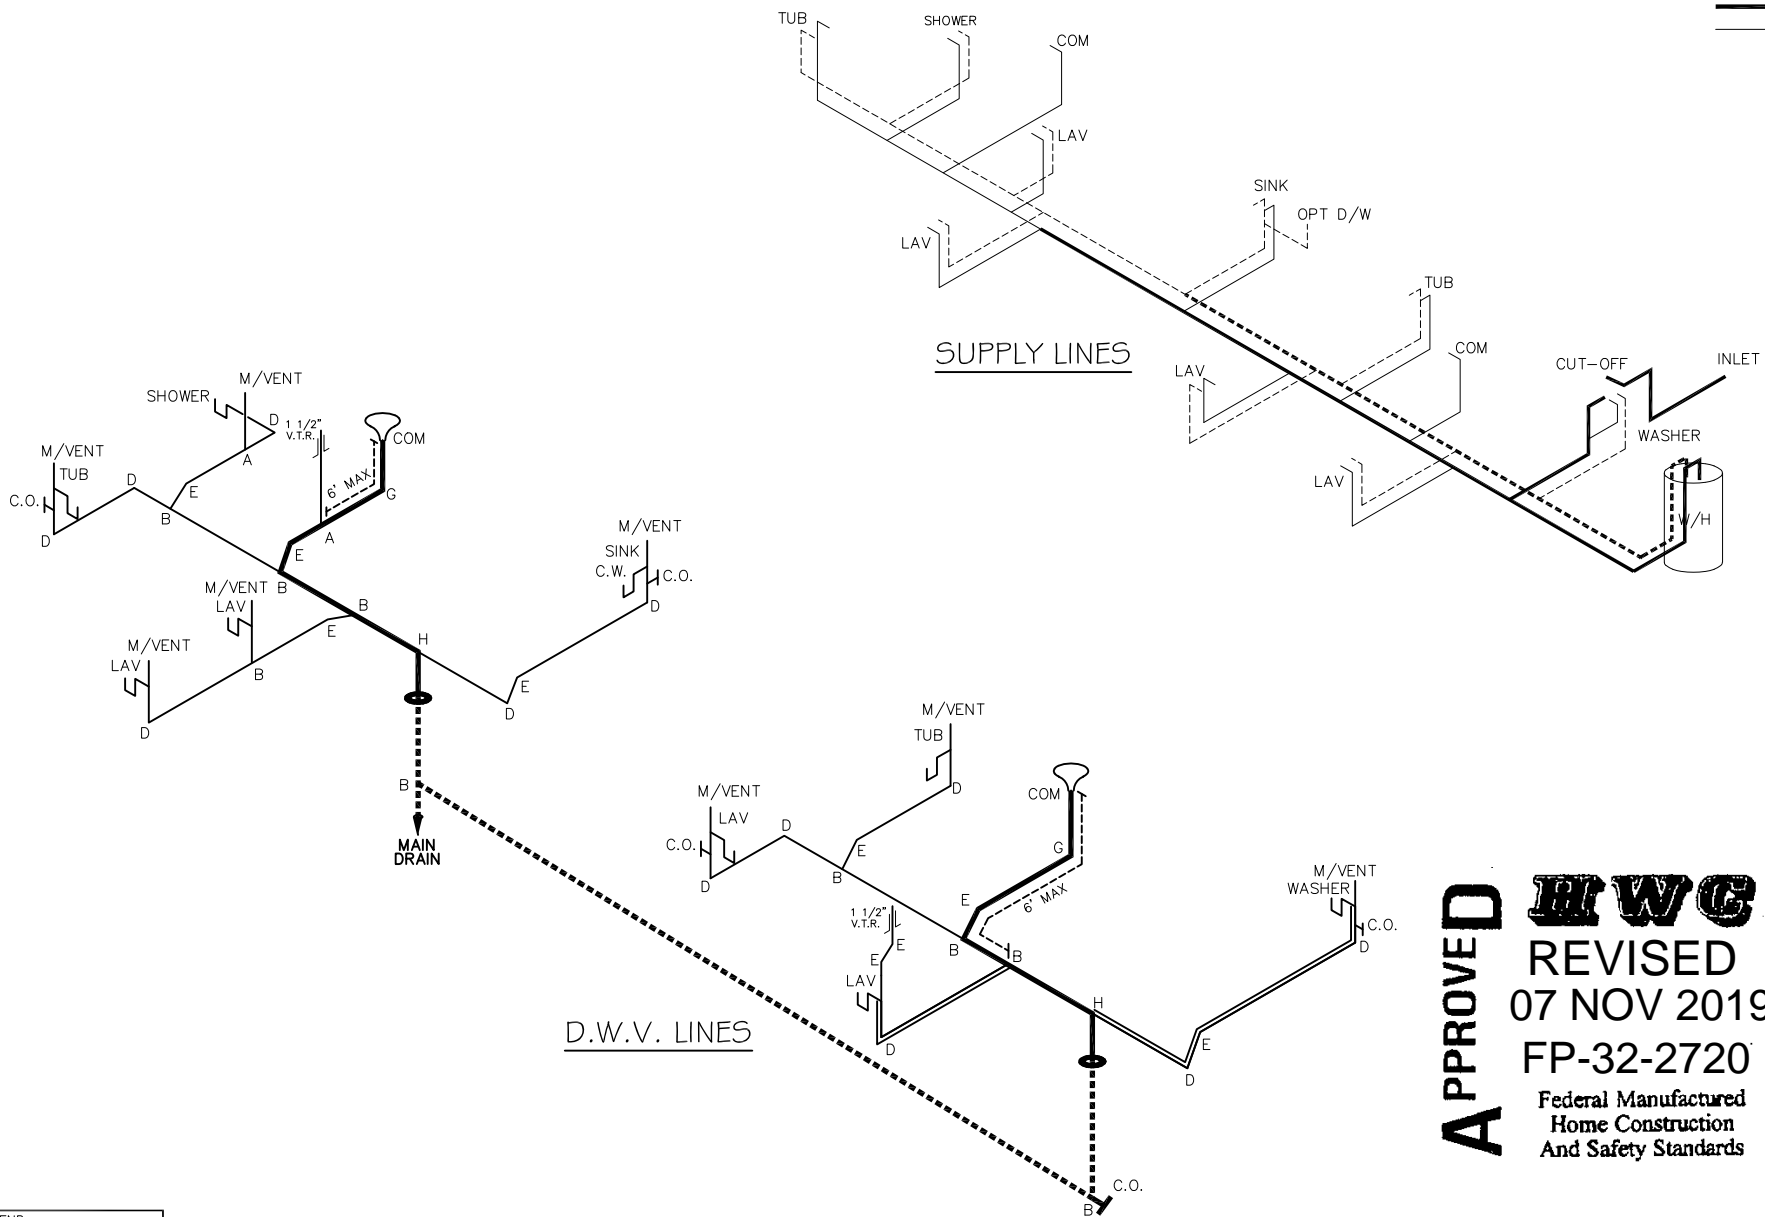 TUB
SHOWER
COM
LAV
SINK
OPT D/W
LAV
TUB
SUPPLY LINES
COM
CUT-OFF
INLET
LAV
WASHER
LAV
W/H
M/VENT
SHOWER
D
1 1/2"
V.T.R.
COM
M/VENT
TUB
A
6' MAX
D
E
G
C.O.
B
A
M/VENT
D
E
SINK
C.W.
C.O.
M/VENT
B
LAV
B
D
E
H
M/VENT
LAV
B
E
D
D
M/VENT
TUB
B
M/VENT
COM
D
LAV
D
MAIN
DRAIN
C.O.
E
G
M/VENT
D
B
WASHER
E
6' MAX
1 1/2"
V.T.R.
C.O.
E
B
B
D
E
LAV
H
D.W.V. LINES
D
E
D
C.O.
B
APPROVED
HWC
REVISED
07 NOV 2019
FP-32-2720
Federal Manufactured
Home Construction
And Safety Standards